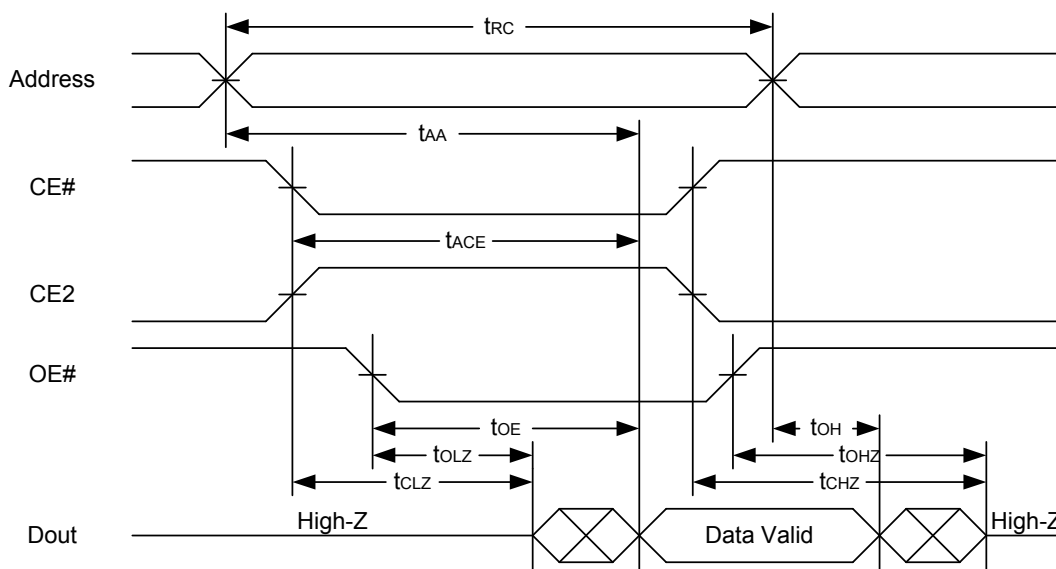 tRC
Address
tAA
CE#
tACE
CE2
OE#
tOE
tOH
tOLZ
tOHZ
tCLZ
tCHZ
Dout
High-Z
Data Valid
High-Z